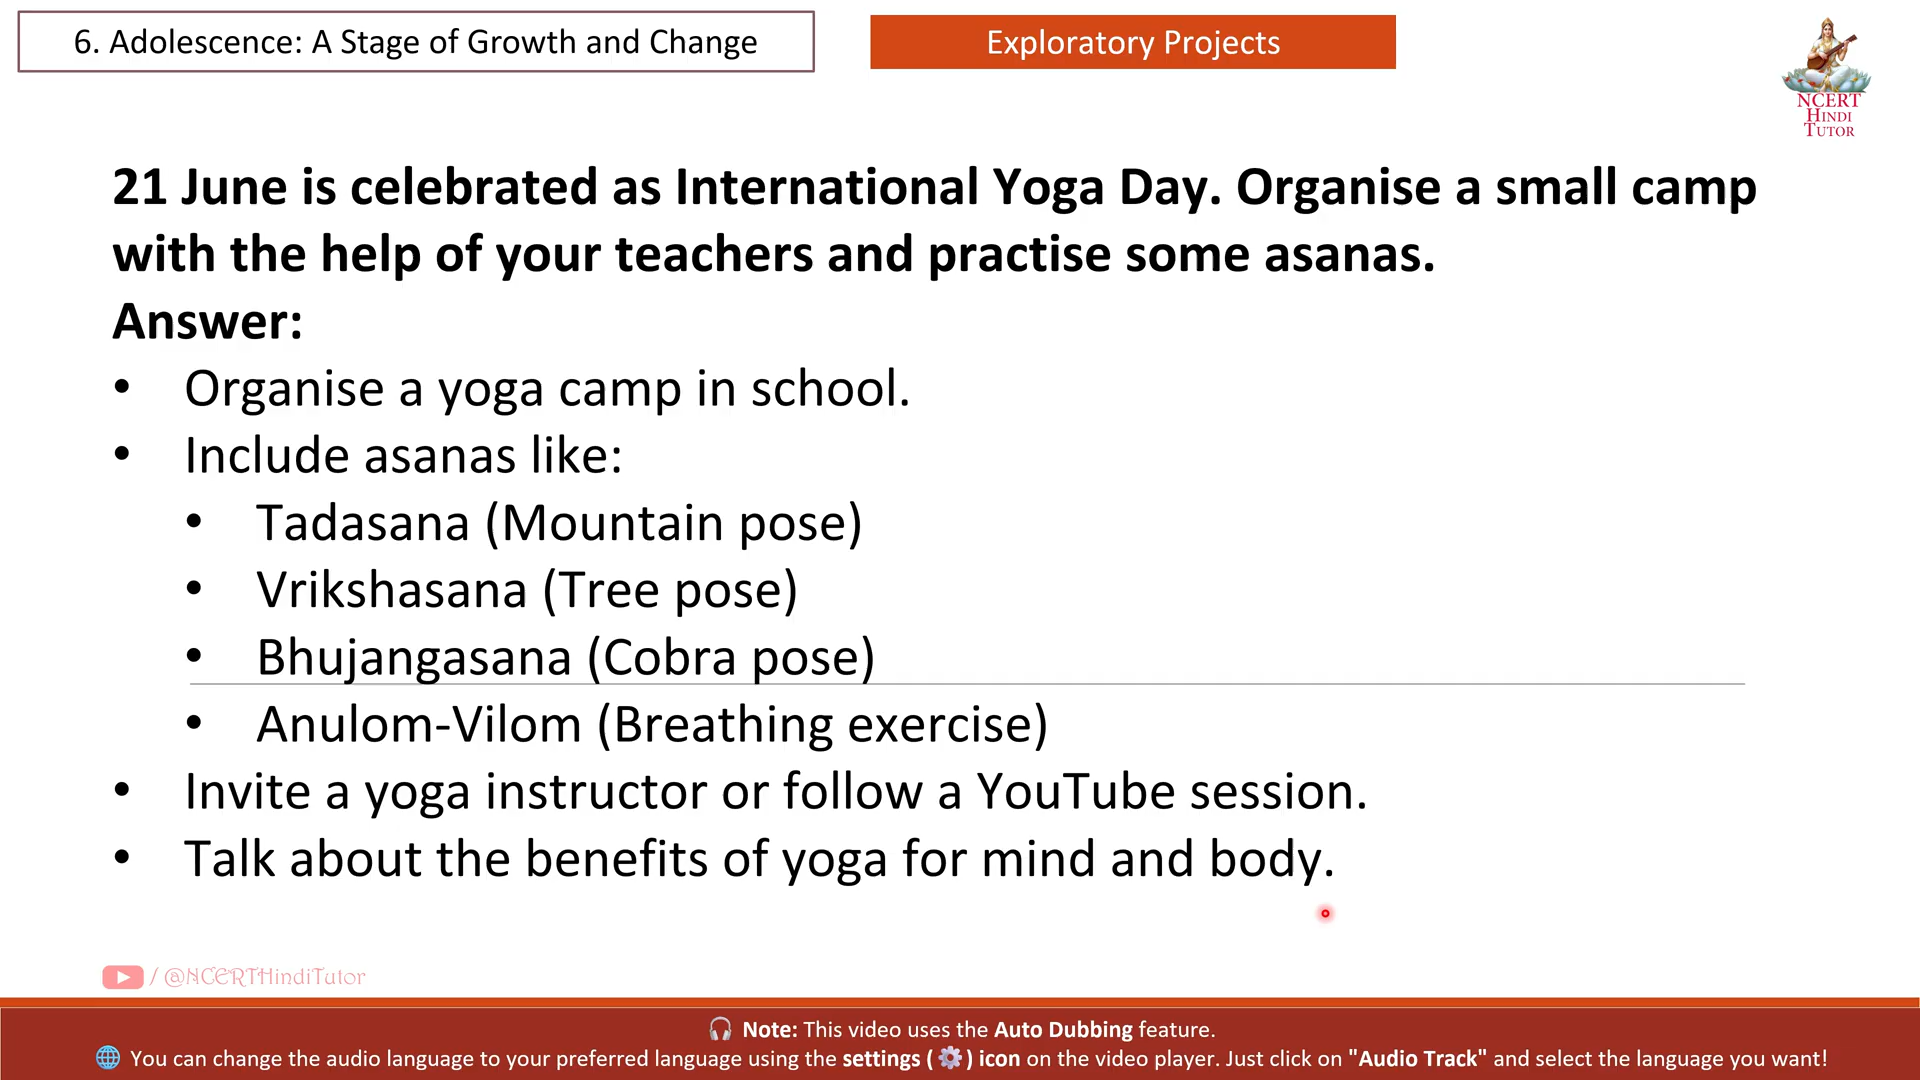 6. Adolescence: A Stage of Growth and Change
Exploratory Projects
NCERT
HINDI
TUTOR
21 June is celebrated as International Yoga Day. Organise a small camp
with the help of your teachers and practise some asanas.
Answer:
• Organise a yoga camp in school.
• Include asanas like:
• Tadasana (Mountain pose)
• Vrikshasana (Tree pose)
• Bhujangasana (Cobra pose)
• Anulom-Vilom (Breathing exercise)
• Invite a yoga instructor or follow a YouTube session.
• Talk about the benefits of yoga for mind and body.
/ @NCERTHindiTutor
🎧 Note: This video uses the Auto Dubbing feature.
🌐 You can change the audio language to your preferred language using the settings ( ⚙️ ) icon on the video player. Just click on "Audio Track" and select the language you want!